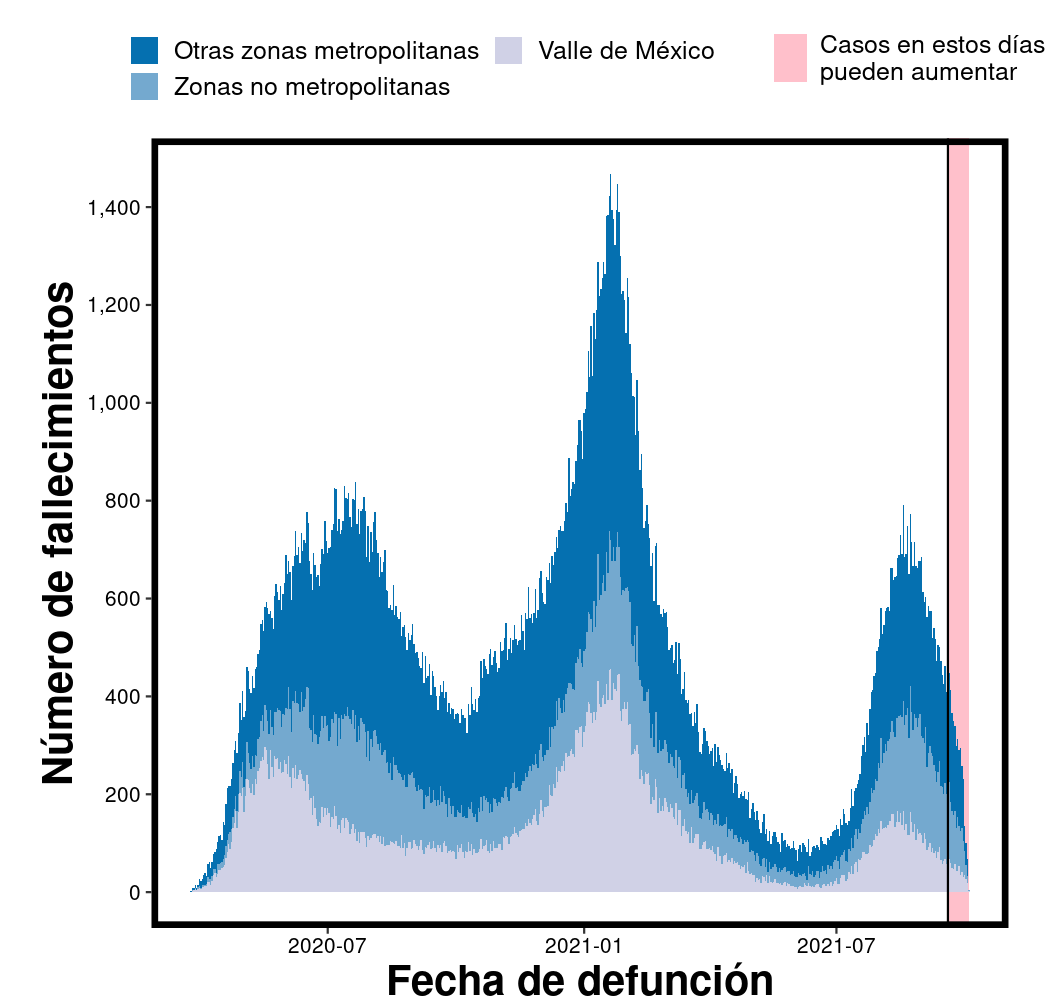 Otras zonas metropolitanas
Valle de México
Zonas no metropolitanas
Casos en estos días
pueden aumentar
Número de fallecimientos
1,400
1,200
1,000
800
600
400
200
0
2020-07
2021-01
2021-07
Fecha de defunción